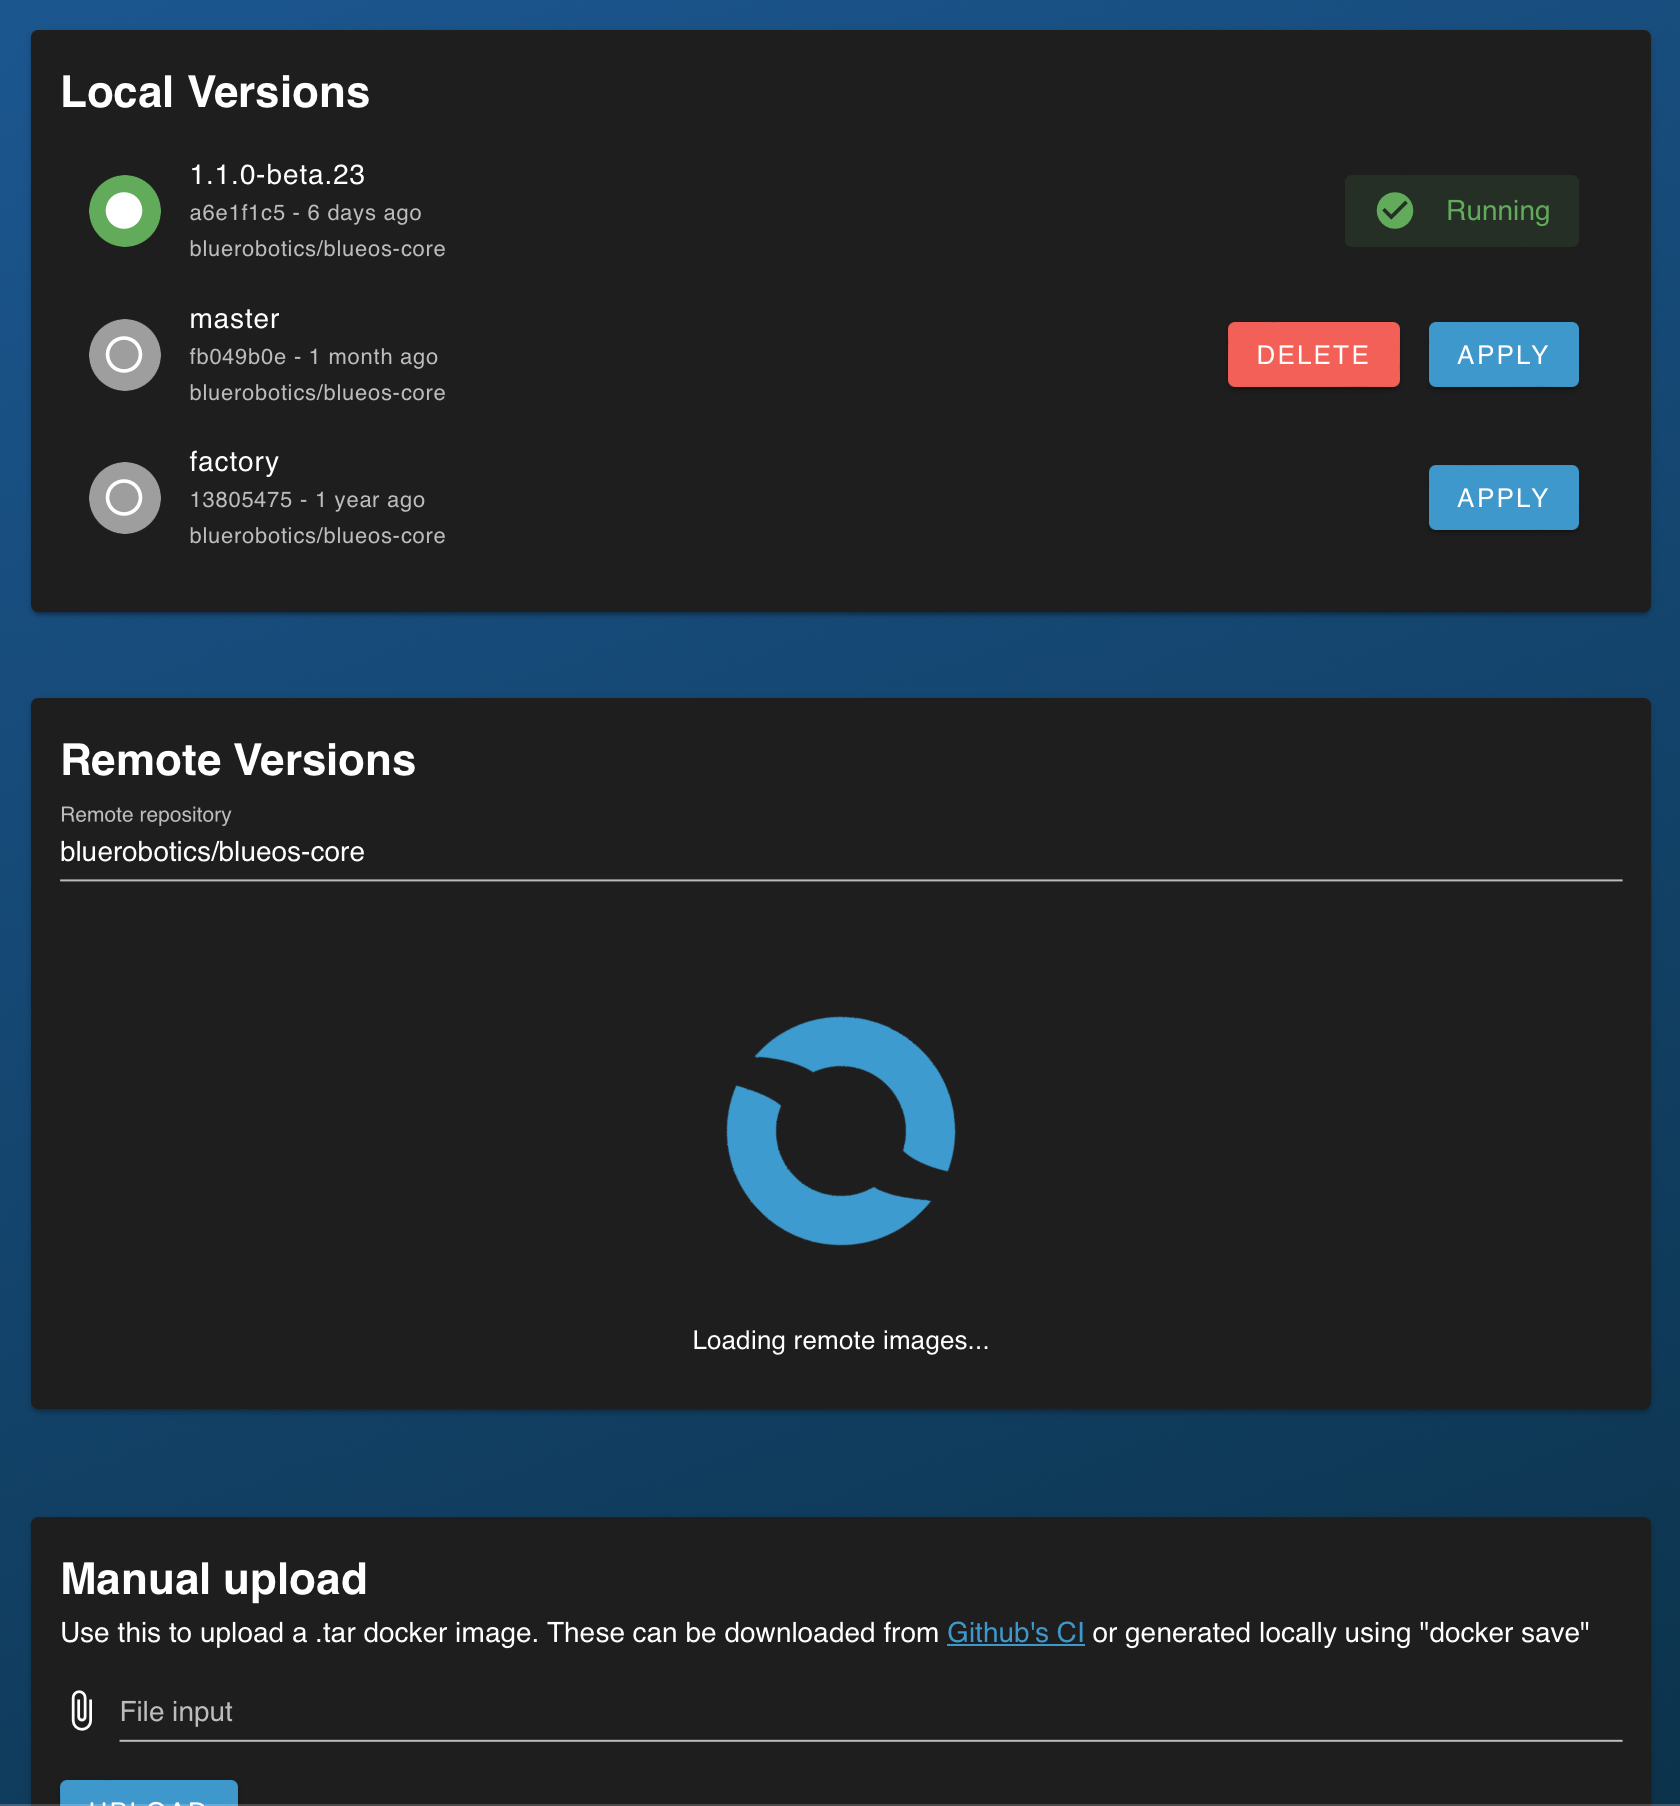 Local Versions
1.1.0-beta.23
a6e1f1c5 - 6 days ago
bluerobotics/blueos-core
Running
master
fb049b0e - 1 month ago
bluerobotics/blueos-core
DELETE
APPLY
factory
13805475 - 1 year ago
bluerobotics/blueos-core
APPLY
Remote Versions
Remote repository
bluerobotics/blueos-core
Loading remote images...
Manual upload
Use this to upload a .tar docker image. These can be downloaded from Github's CI or generated locally using "docker save"
File input
UPLOAD